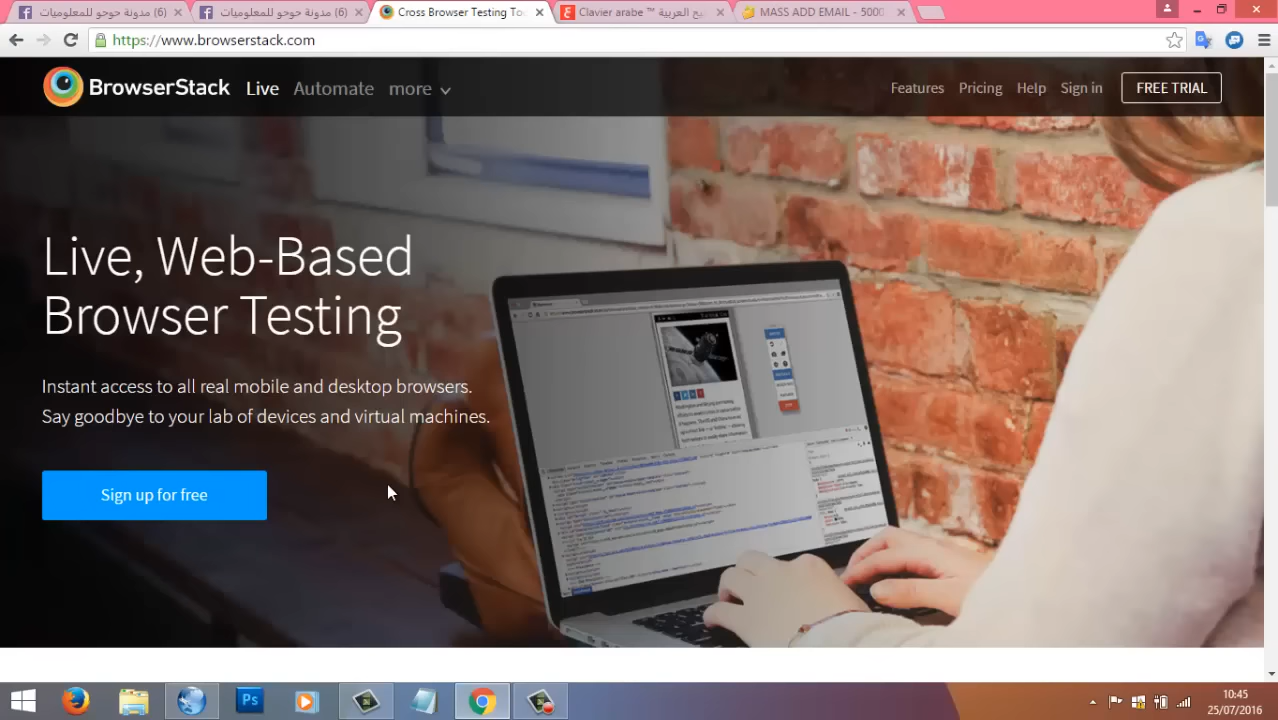 (6) مدونة جوجو للمعلوميات
(6) مدونة جوجو للمعلوميات
Cross Browser Testing To
Clavier arabe ™ يح العربية
MASS ADD EMAIL - 5000
https://www.browserstack.com
BrowserStack Live Automate more Features Pricing Help Sign in FREE TRIAL
Live, Web-Based
Browser Testing
Instant access to all real mobile and desktop browsers.
Say goodbye to your lab of devices and virtual machines.
Sign up for free
Ps
10:45
25/07/2016